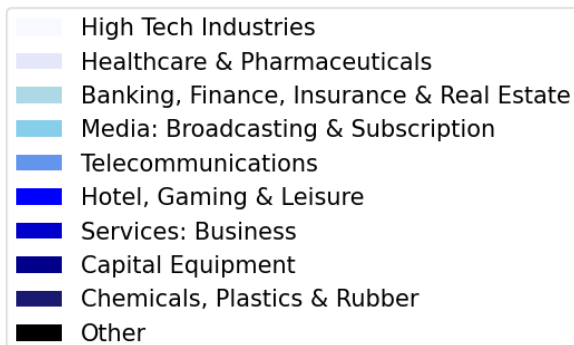 High Tech Industries
Healthcare & Pharmaceuticals
Banking, Finance, Insurance & Real Estate
Media: Broadcasting & Subscription
Telecommunications
Hotel, Gaming & Leisure
Services: Business
Capital Equipment
Chemicals, Plastics & Rubber
Other